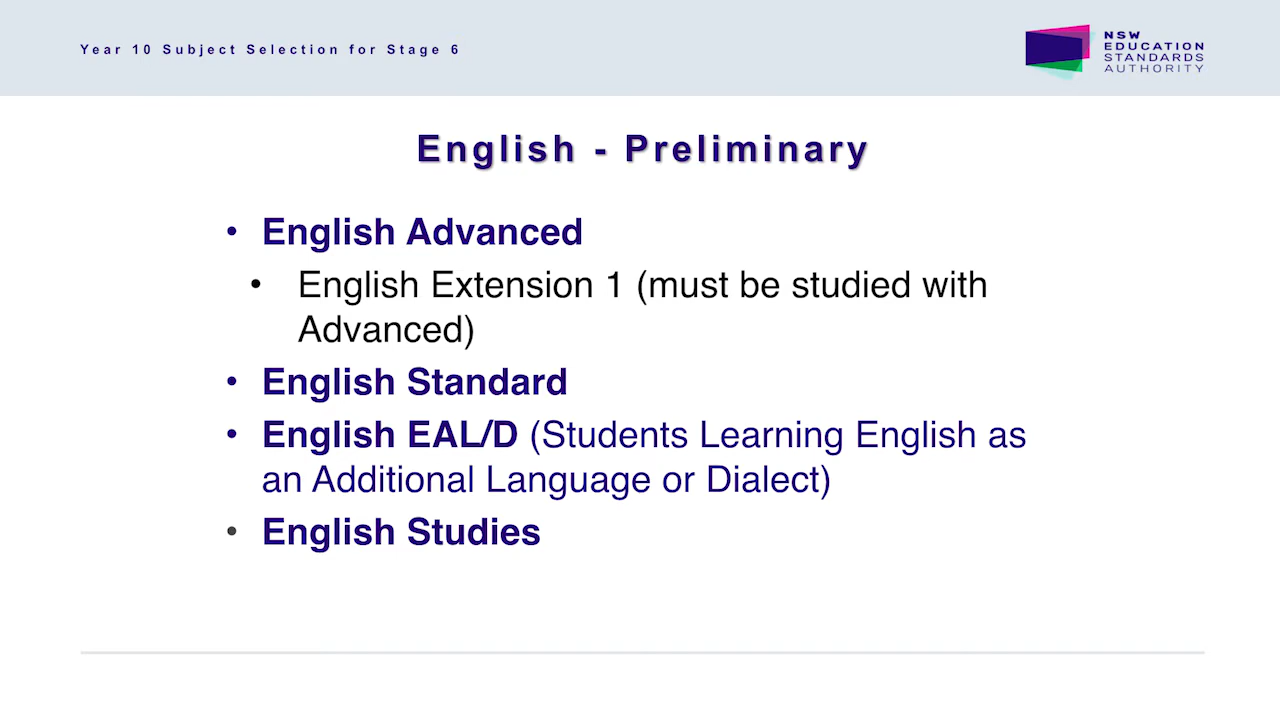 Year 10 Subject Selection for Stage 6
NSW
EDUCATION
STANDARDS
AUTHORITY
English - Preliminary
• English Advanced
• English Extension 1 (must be studied with
Advanced)
• English Standard
• English EAL/D (Students Learning English as
an Additional Language or Dialect)
• English Studies